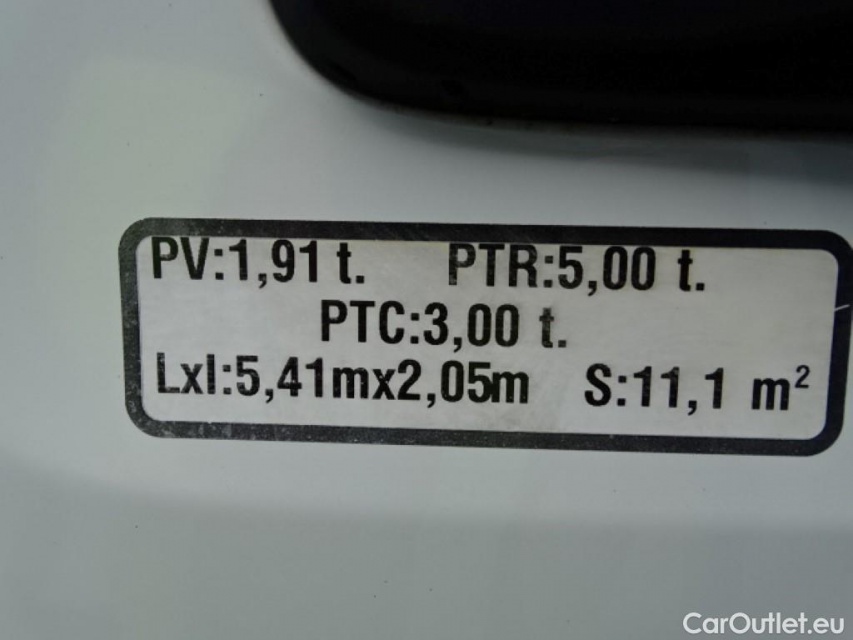 PV:1,91 t. PTR:5,00 t.
PTC:3,00 t.
Lxl:5,41mx2,05m S:11,1 m²
CarOutlet.eu